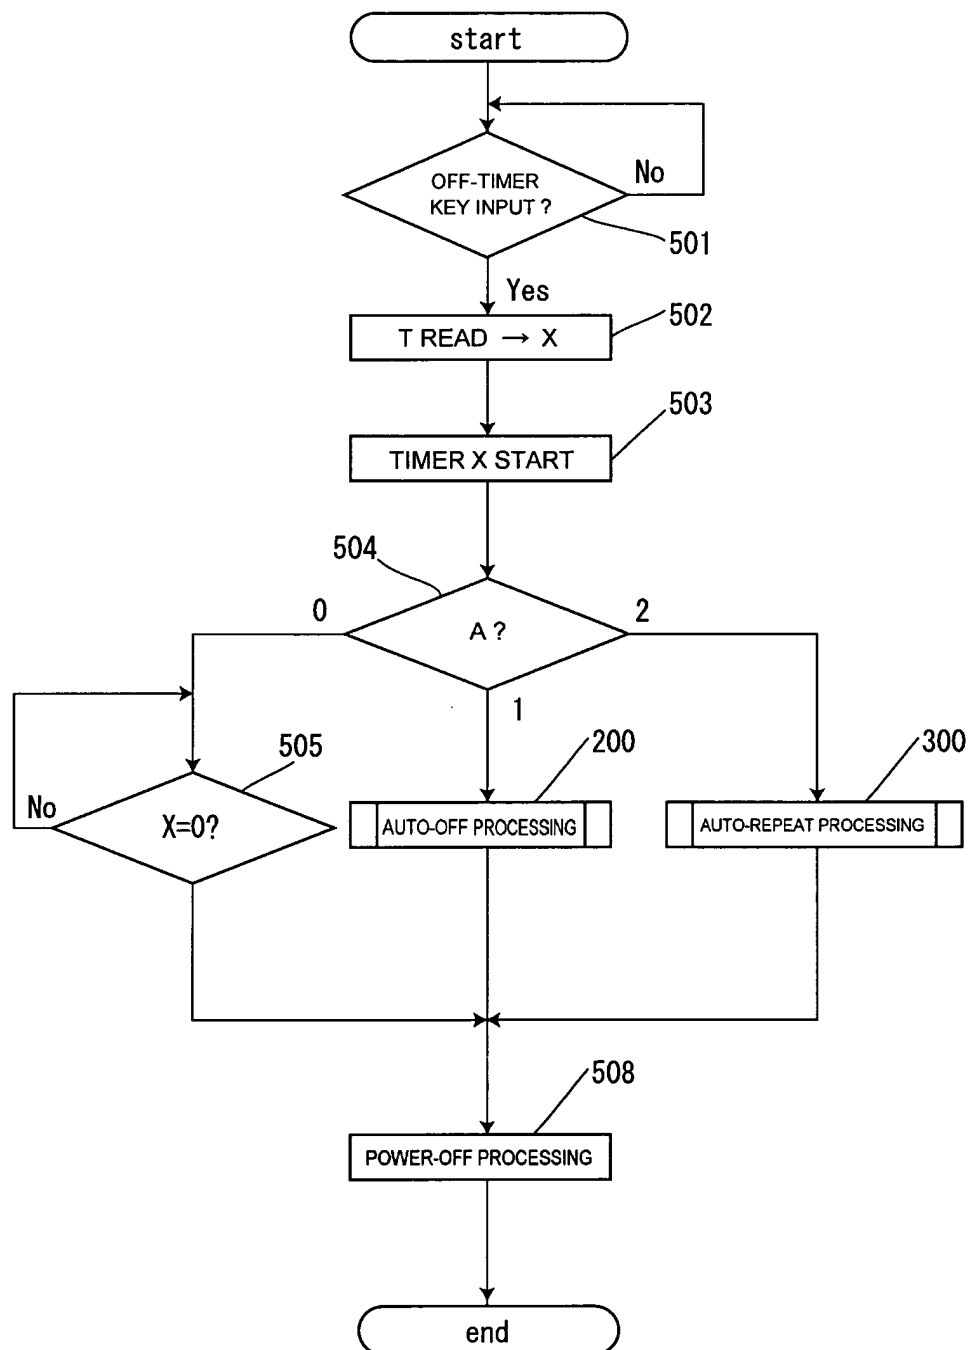 start
OFF-TIMER
KEY INPUT ?
No
501
Yes
T READ → X
502
503
TIMER X START
504
0
A ?
2
1
505
200
300
No
X=0?
AUTO-OFF PROCESSING
AUTO-REPEAT PROCESSING
508
POWER-OFF PROCESSING
end